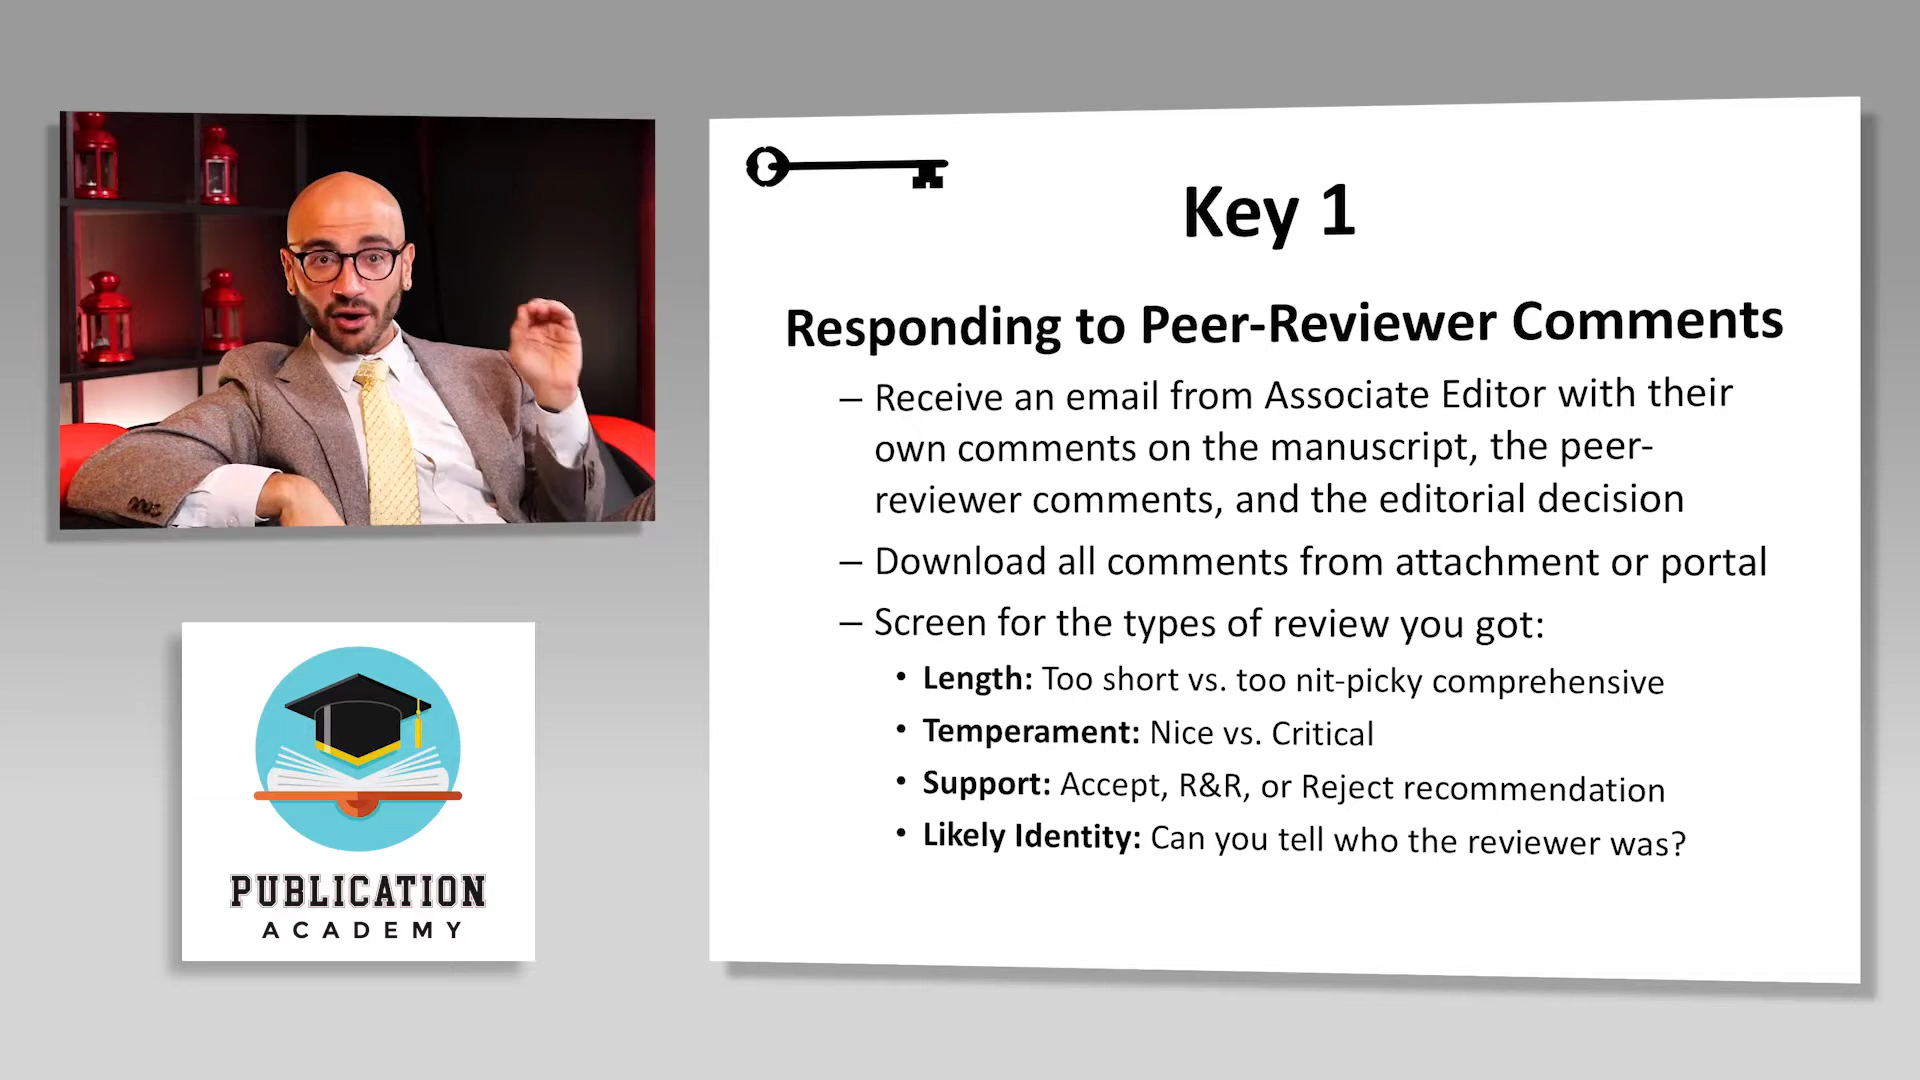 Key 1
Responding to Peer-Reviewer Comments
– Receive an email from Associate Editor with their
own comments on the manuscript, the peer-
reviewer comments, and the editorial decision
– Download all comments from attachment or portal
– Screen for the types of review you got:
• Length: Too short vs. too nit-picky comprehensive
• Temperament: Nice vs. Critical
• Support: Accept, R&R, or Reject recommendation
• Likely Identity: Can you tell who the reviewer was?
PUBLICATION
ACADEMY